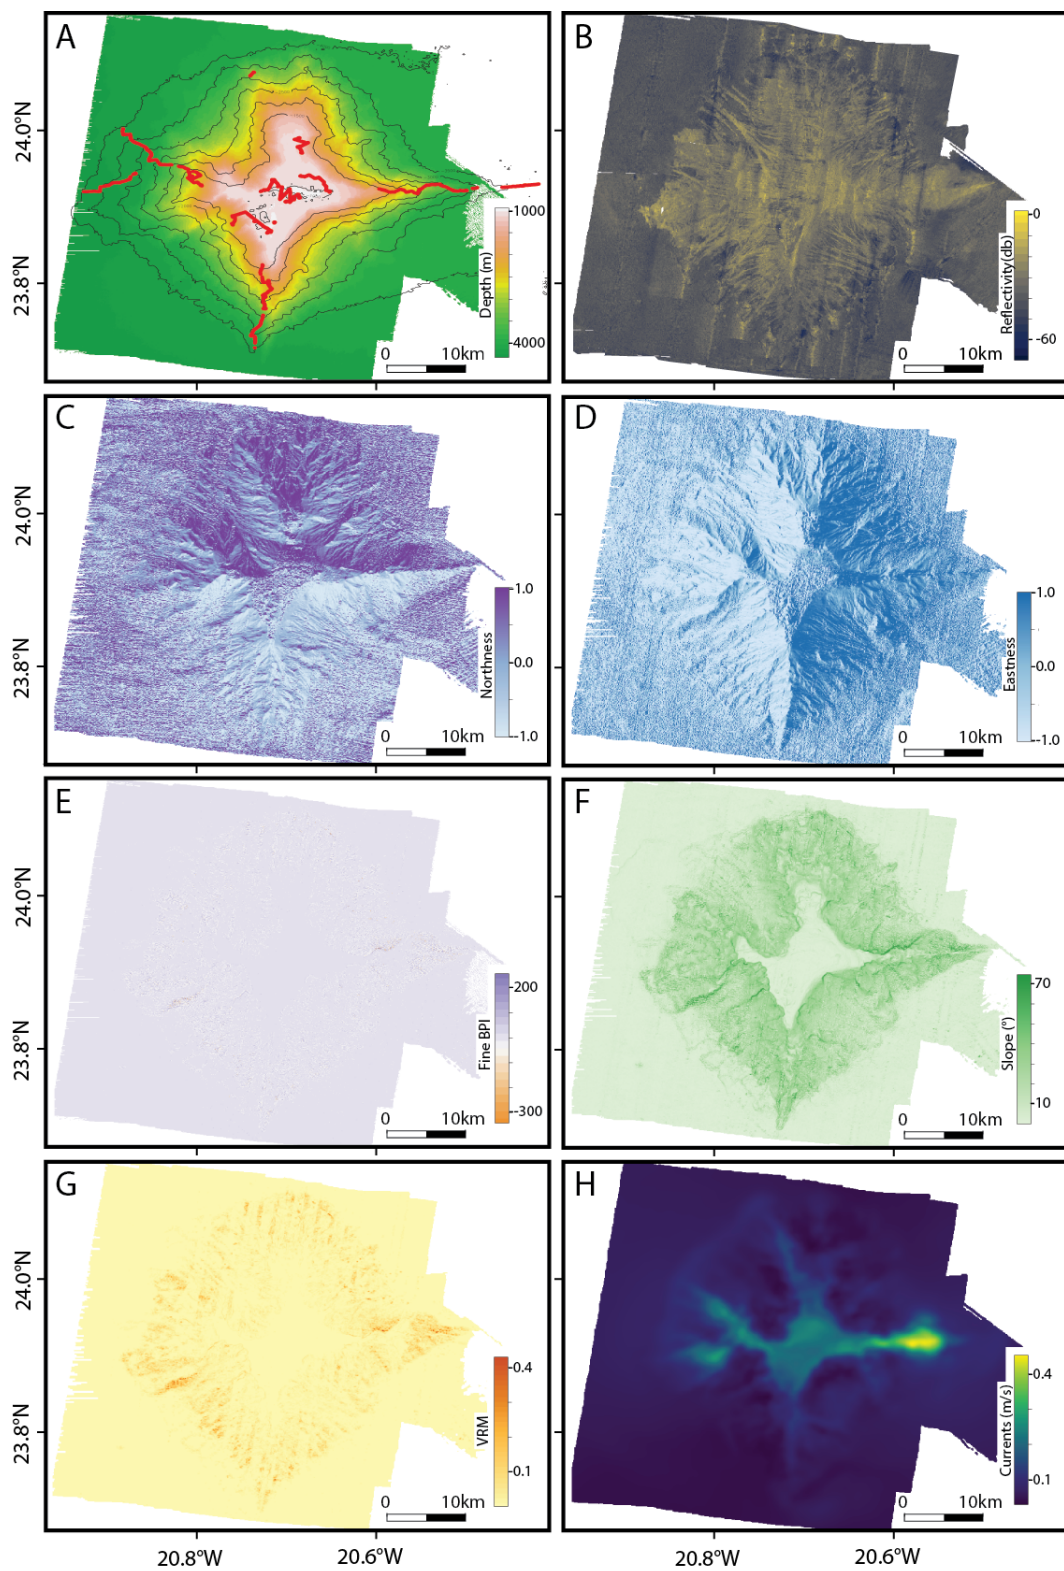 A
B
24.0°N
23.8°N
1000
4000
Depth (m)
0
10km
0
-60
Reflectivity(db)
0
10km
C
D
24.0°N
23.8°N
1.0
0.0
-1.0
Northness
0
10km
1.0
0.0
-1.0
Eastness
0
10km
E
F
24.0°N
23.8°N
200
-300
Fine BPI
0
10km
70
10
Slope (°)
0
10km
G
H
24.0°N
23.8°N
0.4
0.1
VRM
0
10km
0.4
0.1
Currents (m/s)
0
10km
20.8°W
20.6°W
20.8°W
20.6°W